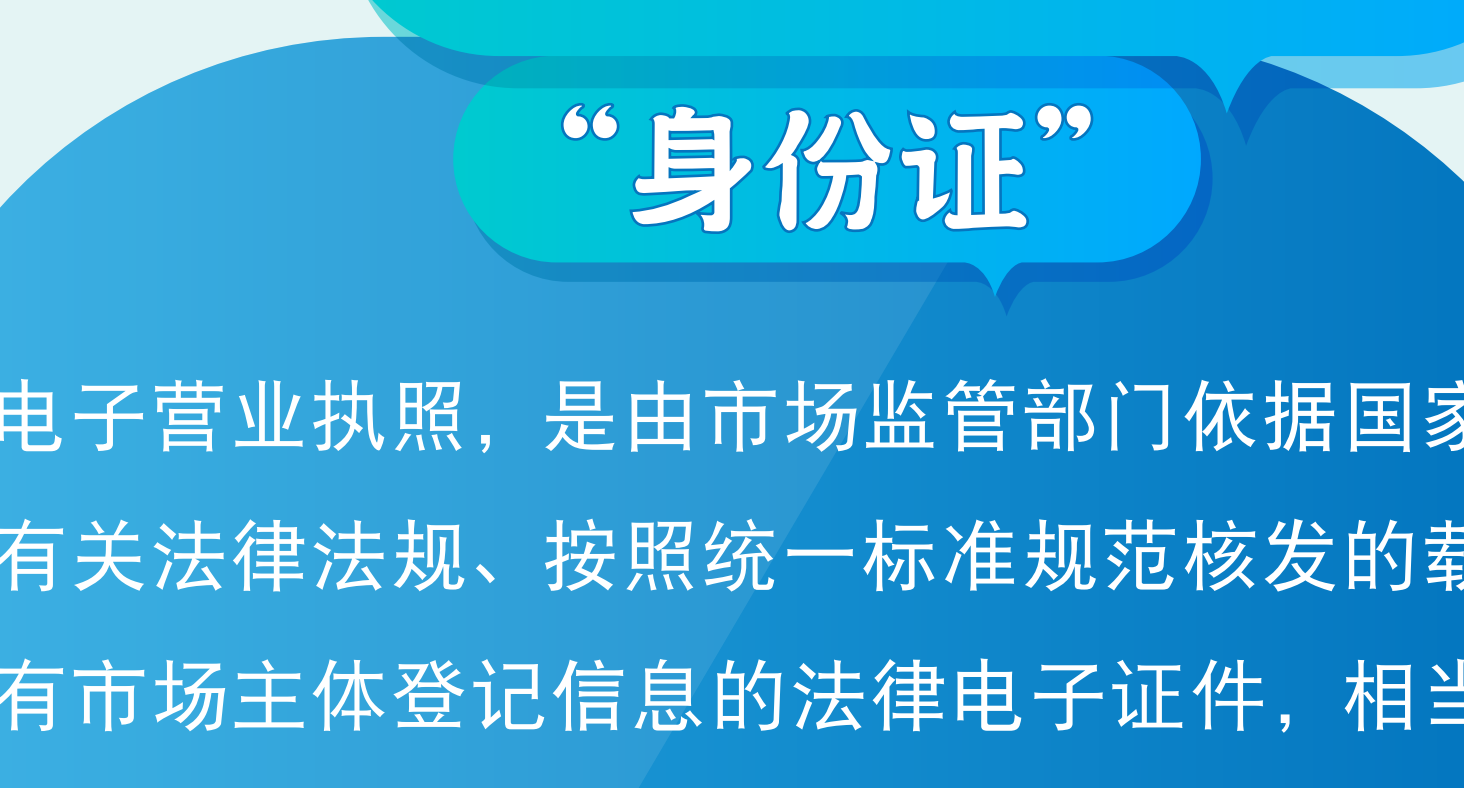 “身份证”
电子营业执照，是由市场监管部门依据国家
有关法律法规、按照统一标准规范核发的载
有市场主体登记信息的法律电子证件，相当